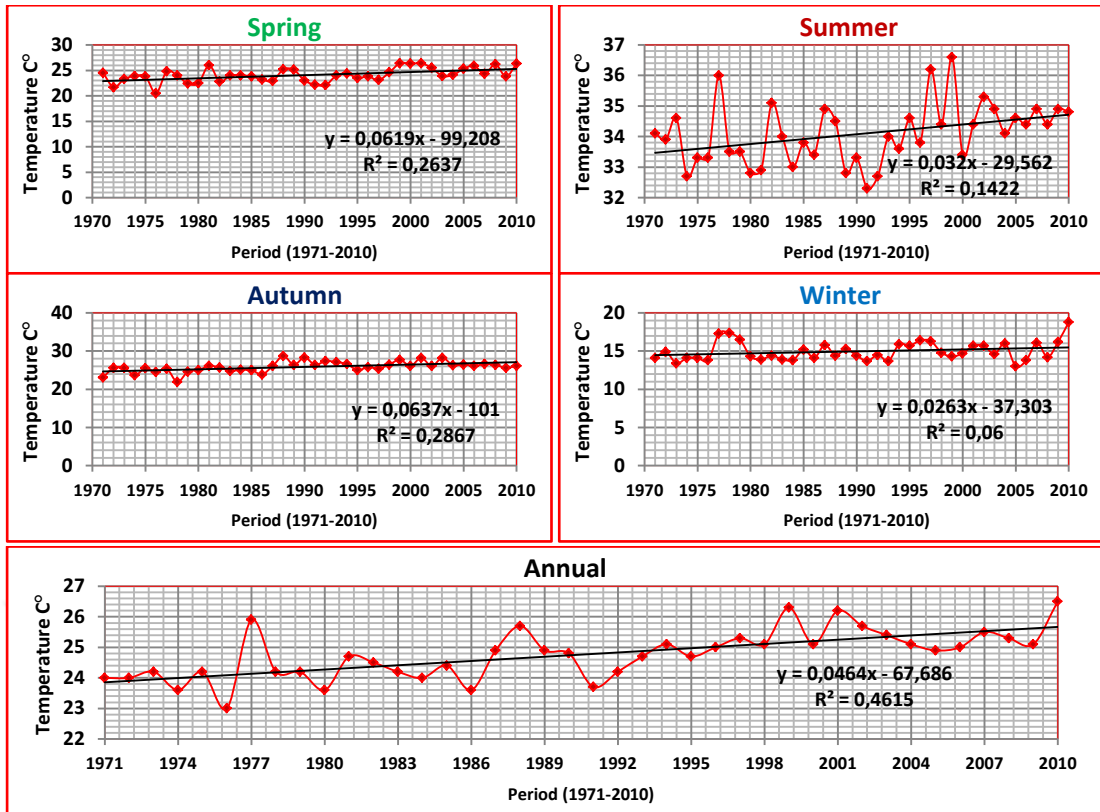 Spring
Temperature C°
30
25
20
15
10
5
0
y = 0,0619x - 99,208
R² = 0,2637
1970 1975 1980 1985 1990 1995 2000 2005 2010
Period (1971-2010)
Summer
Temperature C°
37
36
35
34
33
32
y = 0,032x - 29,562
R² = 0,1422
1970 1975 1980 1985 1990 1995 2000 2005 2010
Period (1971-2010)
Autumn
Temperature C°
40
30
20
10
0
y = 0,0637x - 101
R² = 0,2867
1970 1975 1980 1985 1990 1995 2000 2005 2010
Period (1971-2010)
Winter
Temperature C°
20
15
10
5
0
y = 0,0263x - 37,303
R² = 0,06
1970 1975 1980 1985 1990 1995 2000 2005 2010
Period (1971-2010)
Annual
Temperature C°
27
26
25
24
23
22
y = 0,0464x - 67,686
R² = 0,4615
1971 1974 1977 1980 1983 1986 1989 1992 1995 1998 2001 2004 2007 2010
Period (1971-2010)